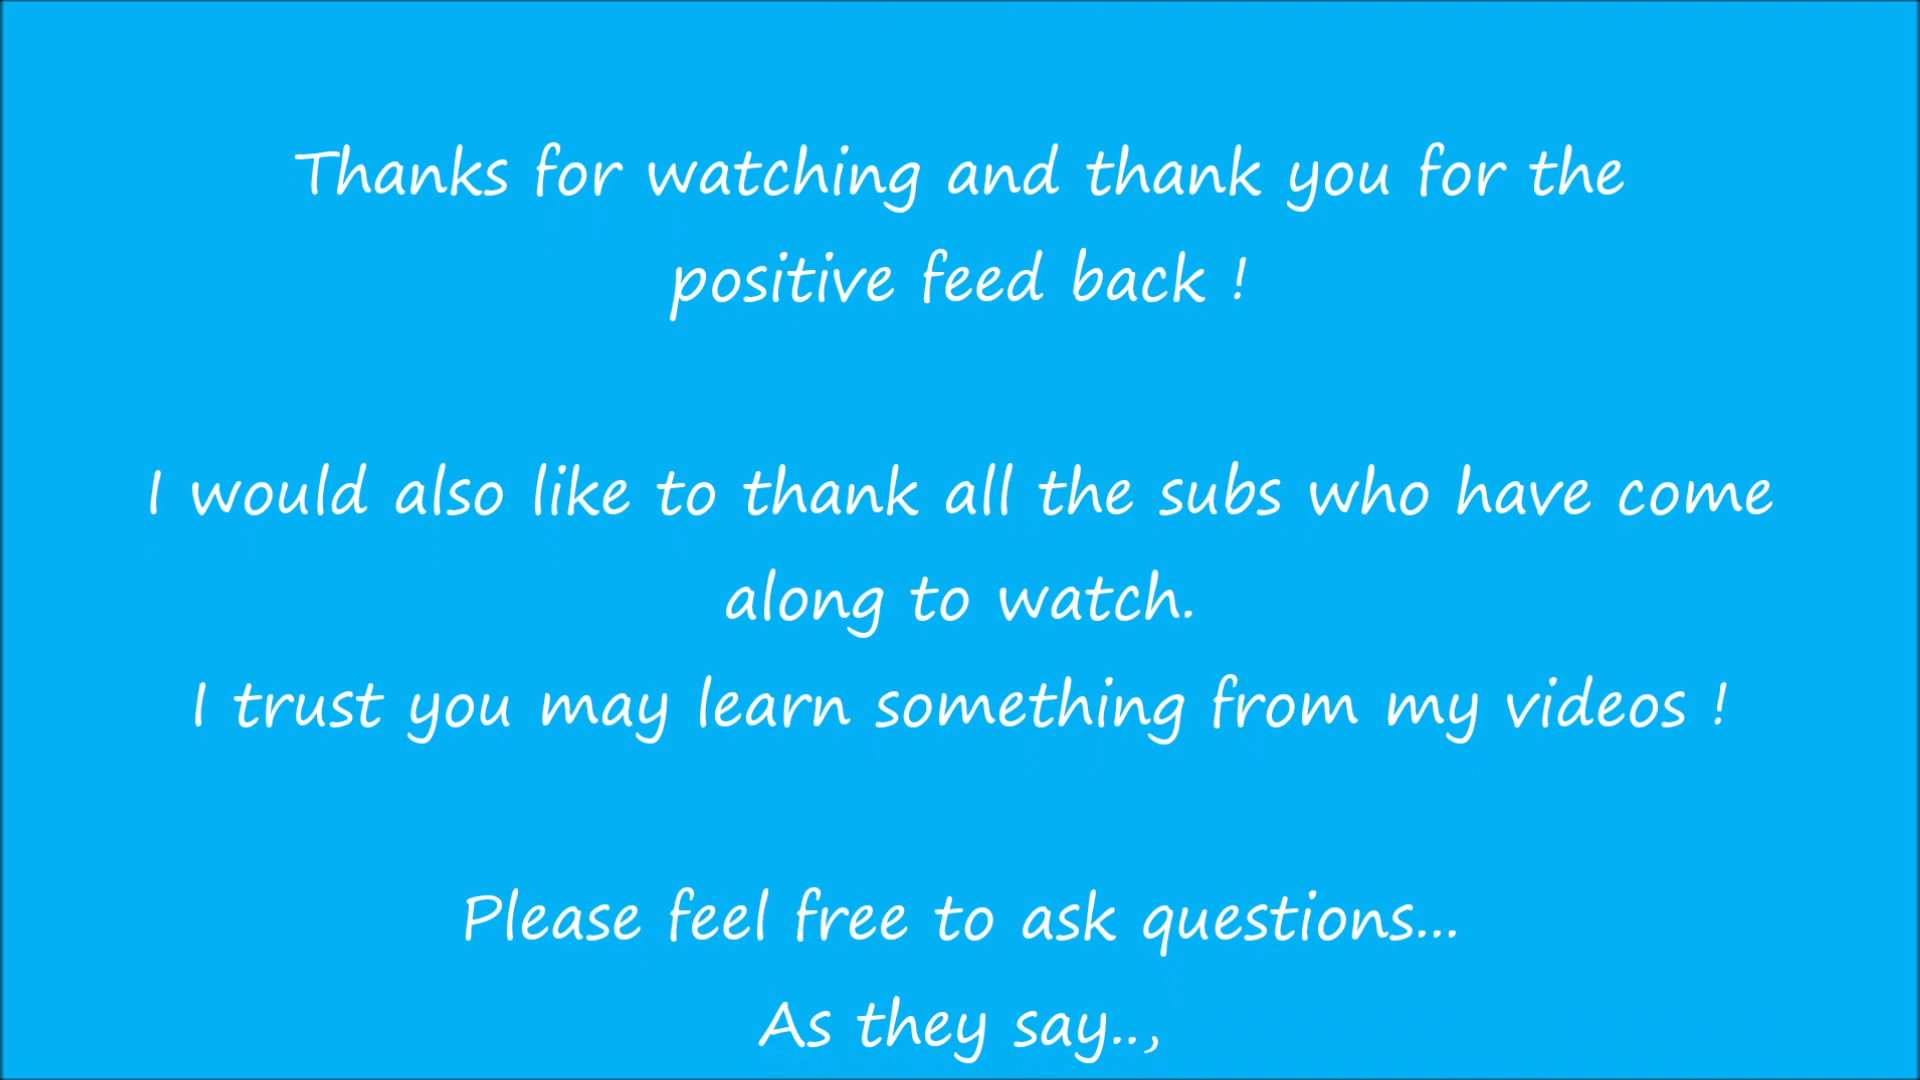 Thanks for watching and thank you for the
positive feed back !
I would also like to thank all the subs who have come
along to watch.
I trust you may learn something from my videos !
Please feel free to ask questions...
As they say..,